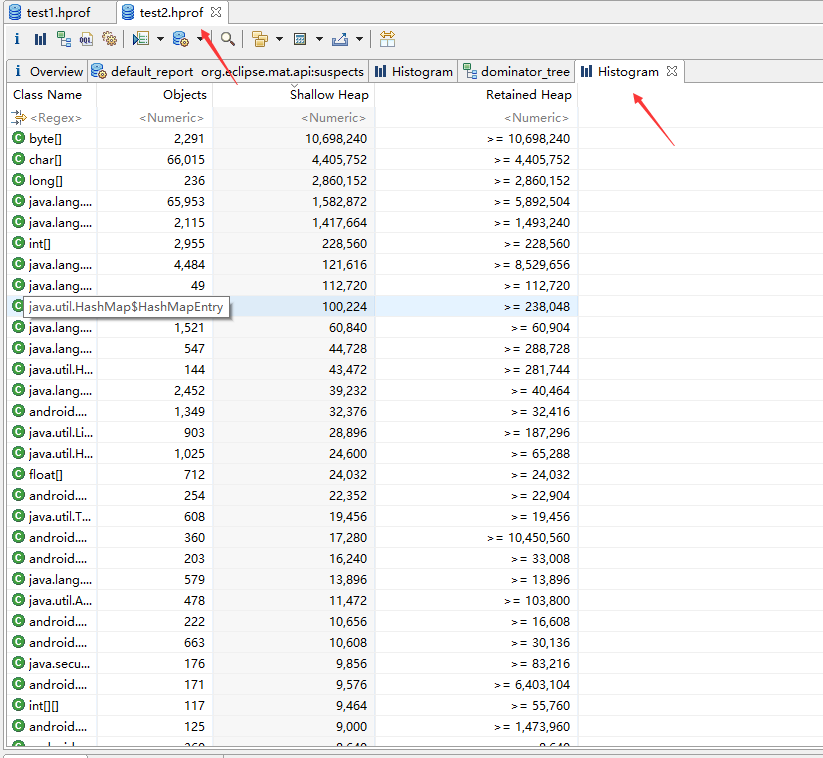 test1.hprof test2.hprof
Overview default_report org.eclipse.mat.api:suspects Histogram dominator_tree Histogram
Class Name Objects Shallow Heap Retained Heap
<Regex> <Numeric> <Numeric> <Numeric>
byte[] 2,291 10,698,240 >= 10,698,240
char[] 66,015 4,405,752 >= 4,405,752
long[] 236 2,860,152 >= 2,860,152
java.lang.... 65,953 1,582,872 >= 5,892,504
java.lang.... 2,115 1,417,664 >= 1,493,240
int[] 2,955 228,560 >= 228,560
java.lang.... 4,484 121,616 >= 8,529,656
java.lang.... 49 112,720 >= 112,720
java.util.HashMap$HashMapEntry 100,224 >= 238,048
java.lang.... 1,521 60,840 >= 60,904
java.lang.... 547 44,728 >= 288,728
java.util.H... 144 43,472 >= 281,744
java.lang.... 2,452 39,232 >= 40,464
android.... 1,349 32,376 >= 32,416
java.util.Li... 903 28,896 >= 187,296
java.util.H... 1,025 24,600 >= 65,288
float[] 712 24,032 >= 24,032
android.... 254 22,352 >= 22,904
java.util.T... 608 19,456 >= 19,456
android.... 360 17,280 >= 10,450,560
android.... 203 16,240 >= 33,008
java.lang.... 579 13,896 >= 13,896
java.util.A... 478 11,472 >= 103,800
android.... 222 10,656 >= 16,608
android.... 663 10,608 >= 30,136
java.secu... 176 9,856 >= 83,216
android.... 171 9,576 >= 6,403,104
int[][] 117 9,464 >= 55,760
android.... 125 9,000 >= 1,473,960